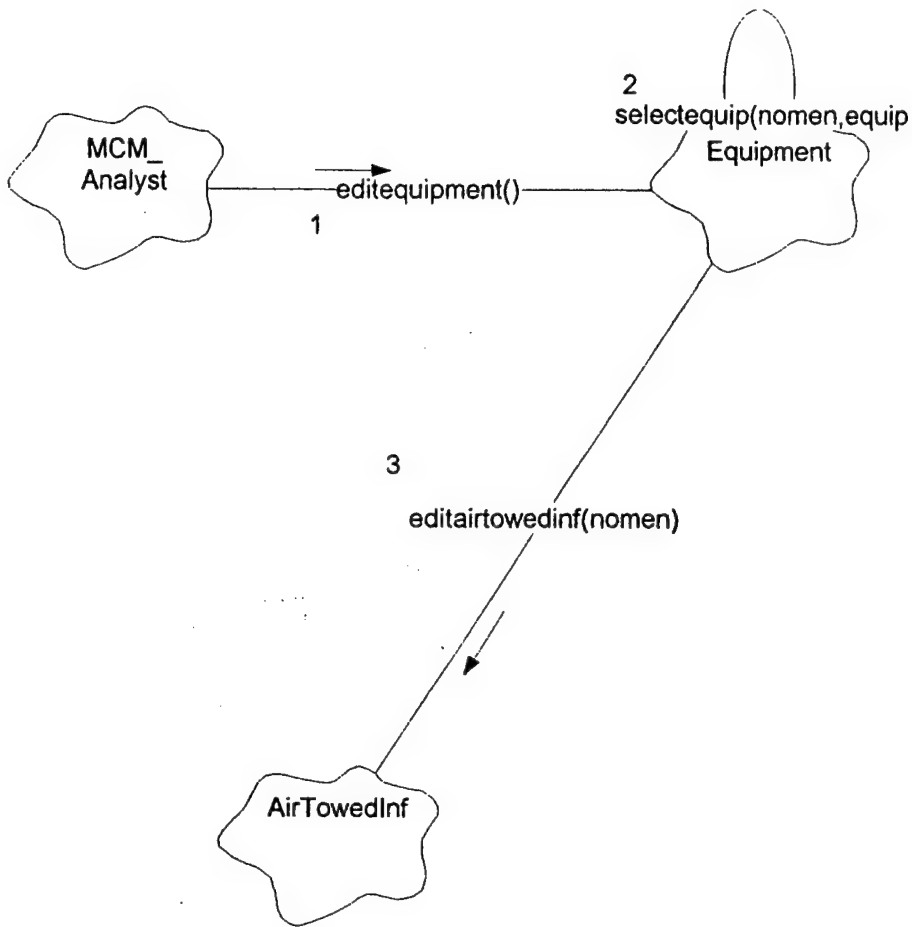 2
selectequip(nomen,equip
MCM_
Analyst
Equipment
editequipment()
1
3
editairtowedinf(nomen)
AirTowedInf